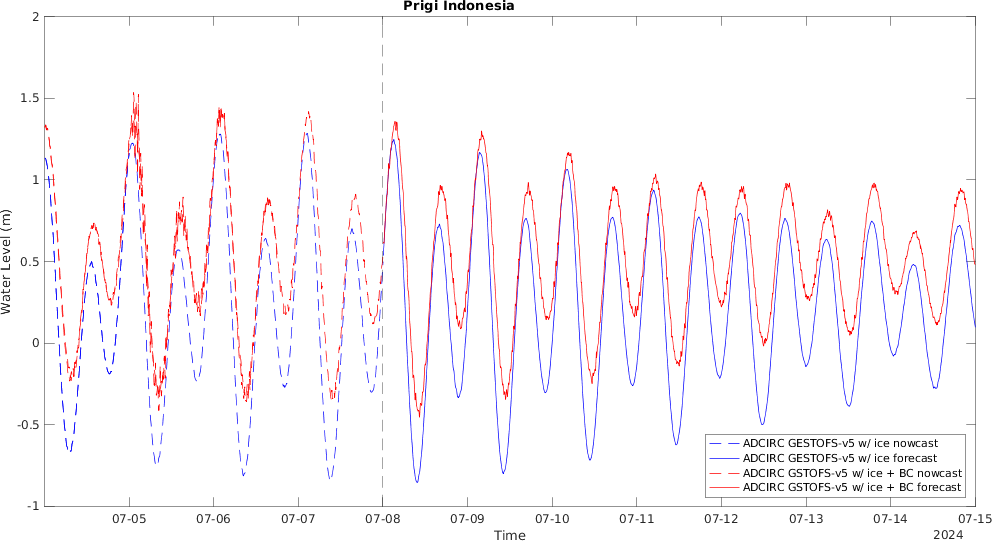 Prigi Indonesia
2
1.5
1
0.5
0
-0.5
-1
Water Level (m)
ADCIRC GESTOFS-v5 w/ ice nowcast
ADCIRC GESTOFS-v5 w/ ice forecast
ADCIRC GSTOFS-v5 w/ ice + BC nowcast
ADCIRC GSTOFS-v5 w/ ice + BC forecast
07-05 07-06 07-07 07-08 07-09 07-10 07-11 07-12 07-13 07-14 07-15
Time
2024